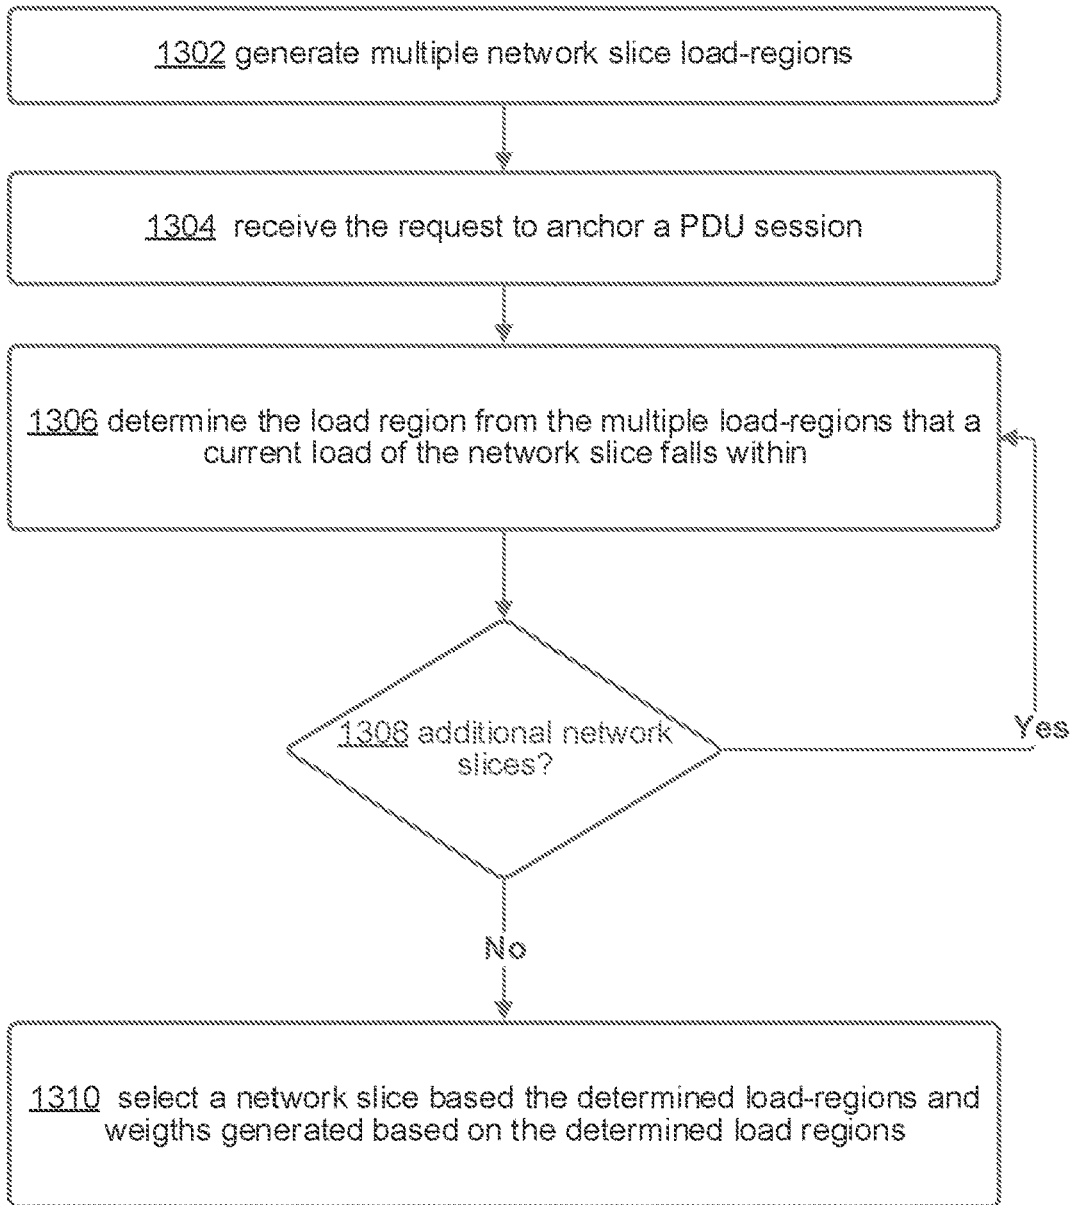 1302 generate multiple network slice load-regions
1304 receive the request to anchor a PDU session
1306 determine the load region from the multiple load-regions that a
current load of the network slice falls within
1308 additional network
slices?
Yes
No
1310 select a network slice based the determined load-regions and
weigths generated based on the determined load regions